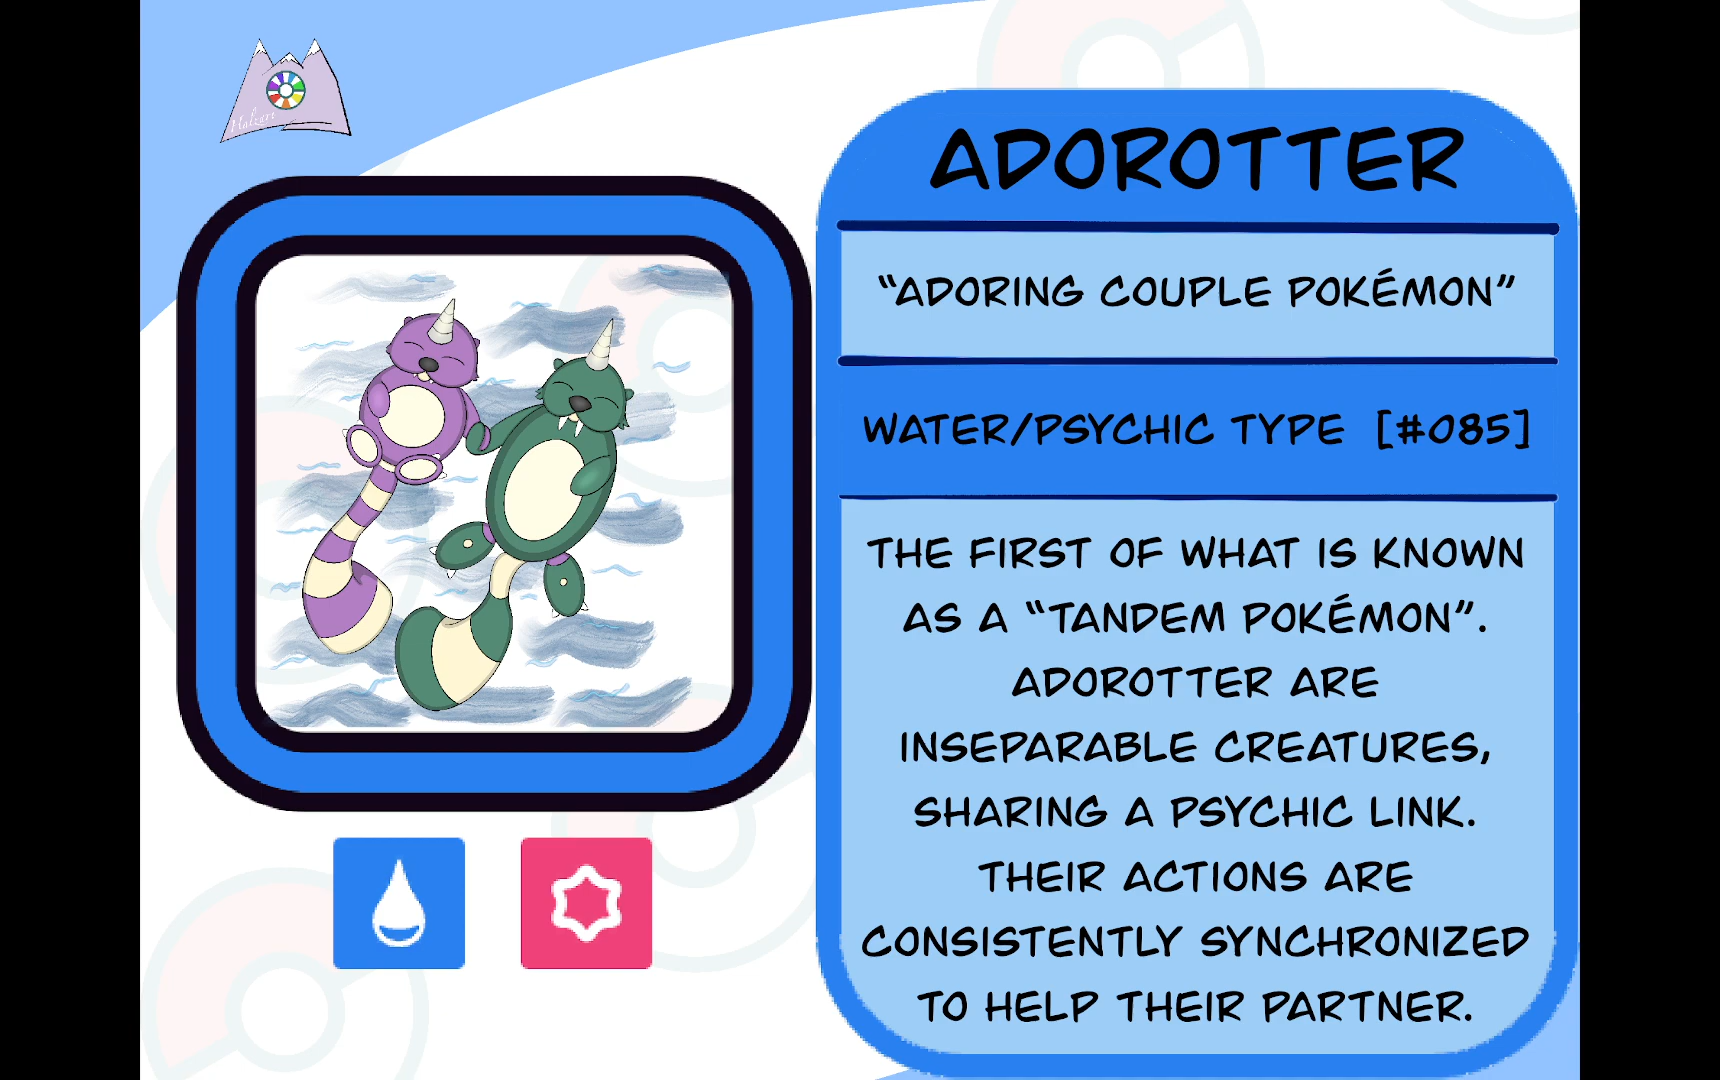 Halzari
ADOROTTER
“ADORING COUPLE POKÉMON”
WATER/PSYCHIC TYPE [#085]
THE FIRST OF WHAT IS KNOWN
AS A “TANDEM POKÉMON”.
ADOROTTER ARE
INSEPARABLE CREATURES,
SHARING A PSYCHIC LINK.
THEIR ACTIONS ARE
CONSISTENTLY SYNCHRONIZED
TO HELP THEIR PARTNER.